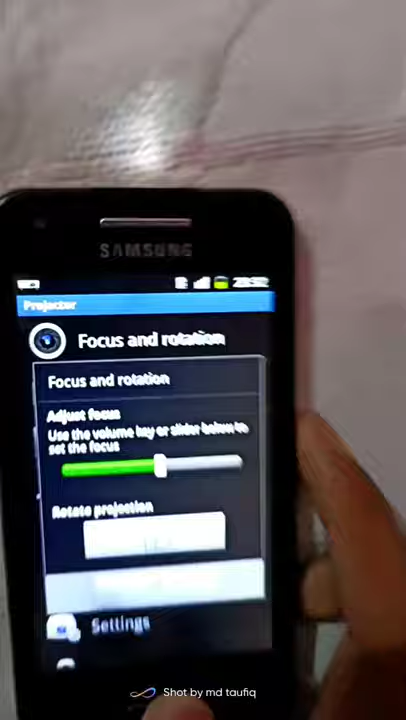 SAMSUNG
Projector
Focus and rotation
Focus and rotation
Adjust focus
Use the volume key or slider below to
set the focus
Rotate projection
Settings
Shot by md taufiq